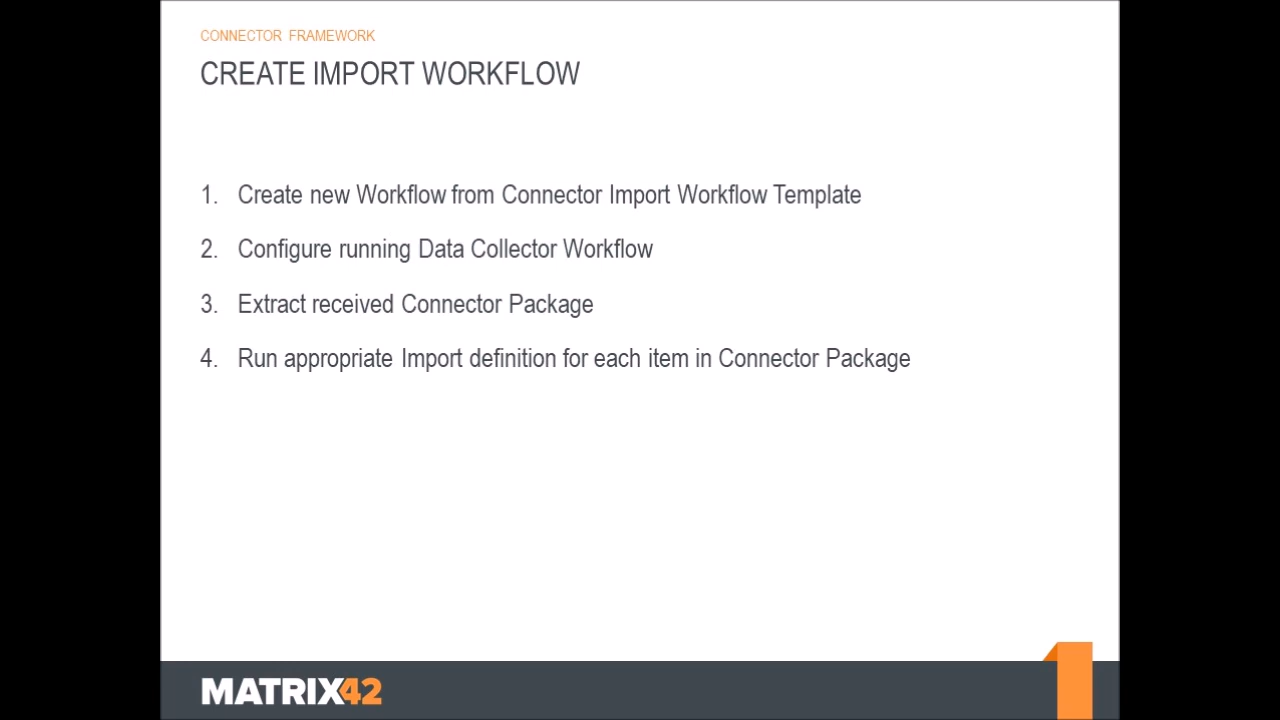 CONNECTOR FRAMEWORK
CREATE IMPORT WORKFLOW
1. Create new Workflow from Connector Import Workflow Template
2. Configure running Data Collector Workflow
3. Extract received Connector Package
4. Run appropriate Import definition for each item in Connector Package
MATRIX42